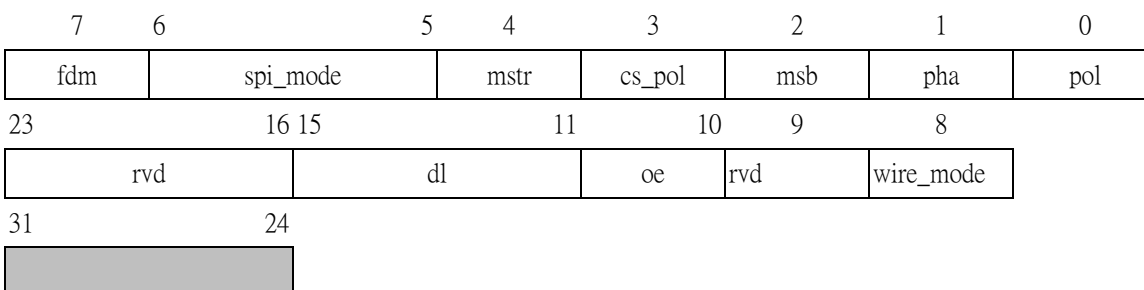 7 6 5 4 3 2 1 0
fdm spi_mode mstr cs_pol msb pha pol
23 16 15 11 10 9 8
rvd dl oe rvd wire_mode
31 24